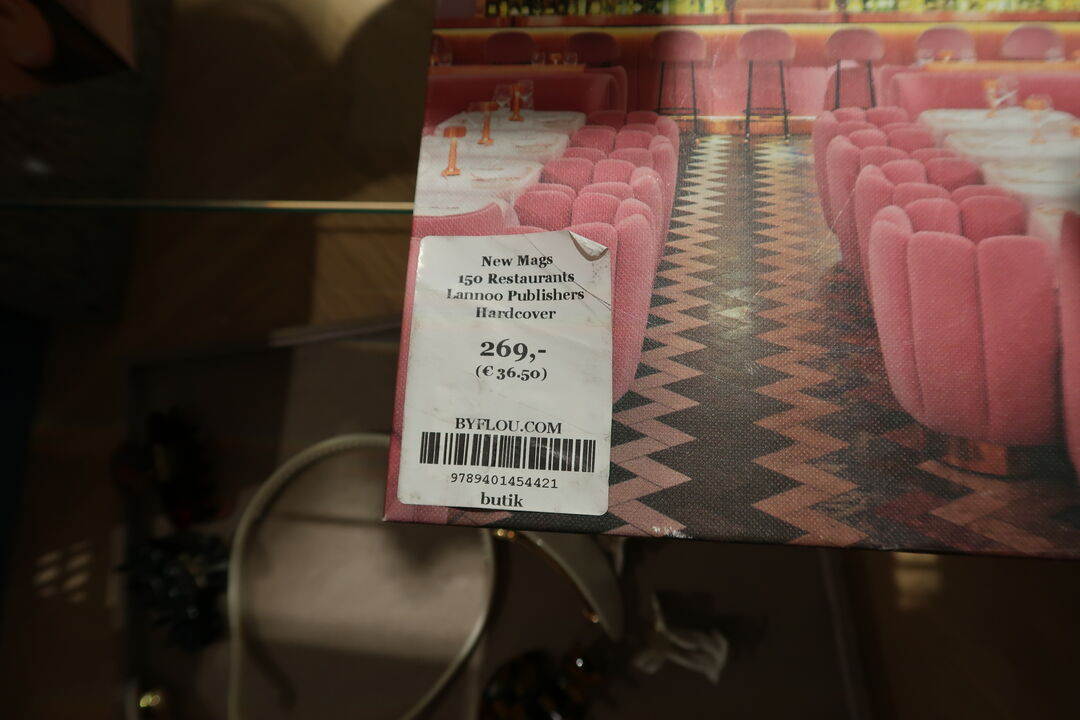 New Mags
150 Restaurants
Lannoo Publishers
Hardcover
269,-
(€ 36.50)
BYFLOU.COM
9789401454421
butik